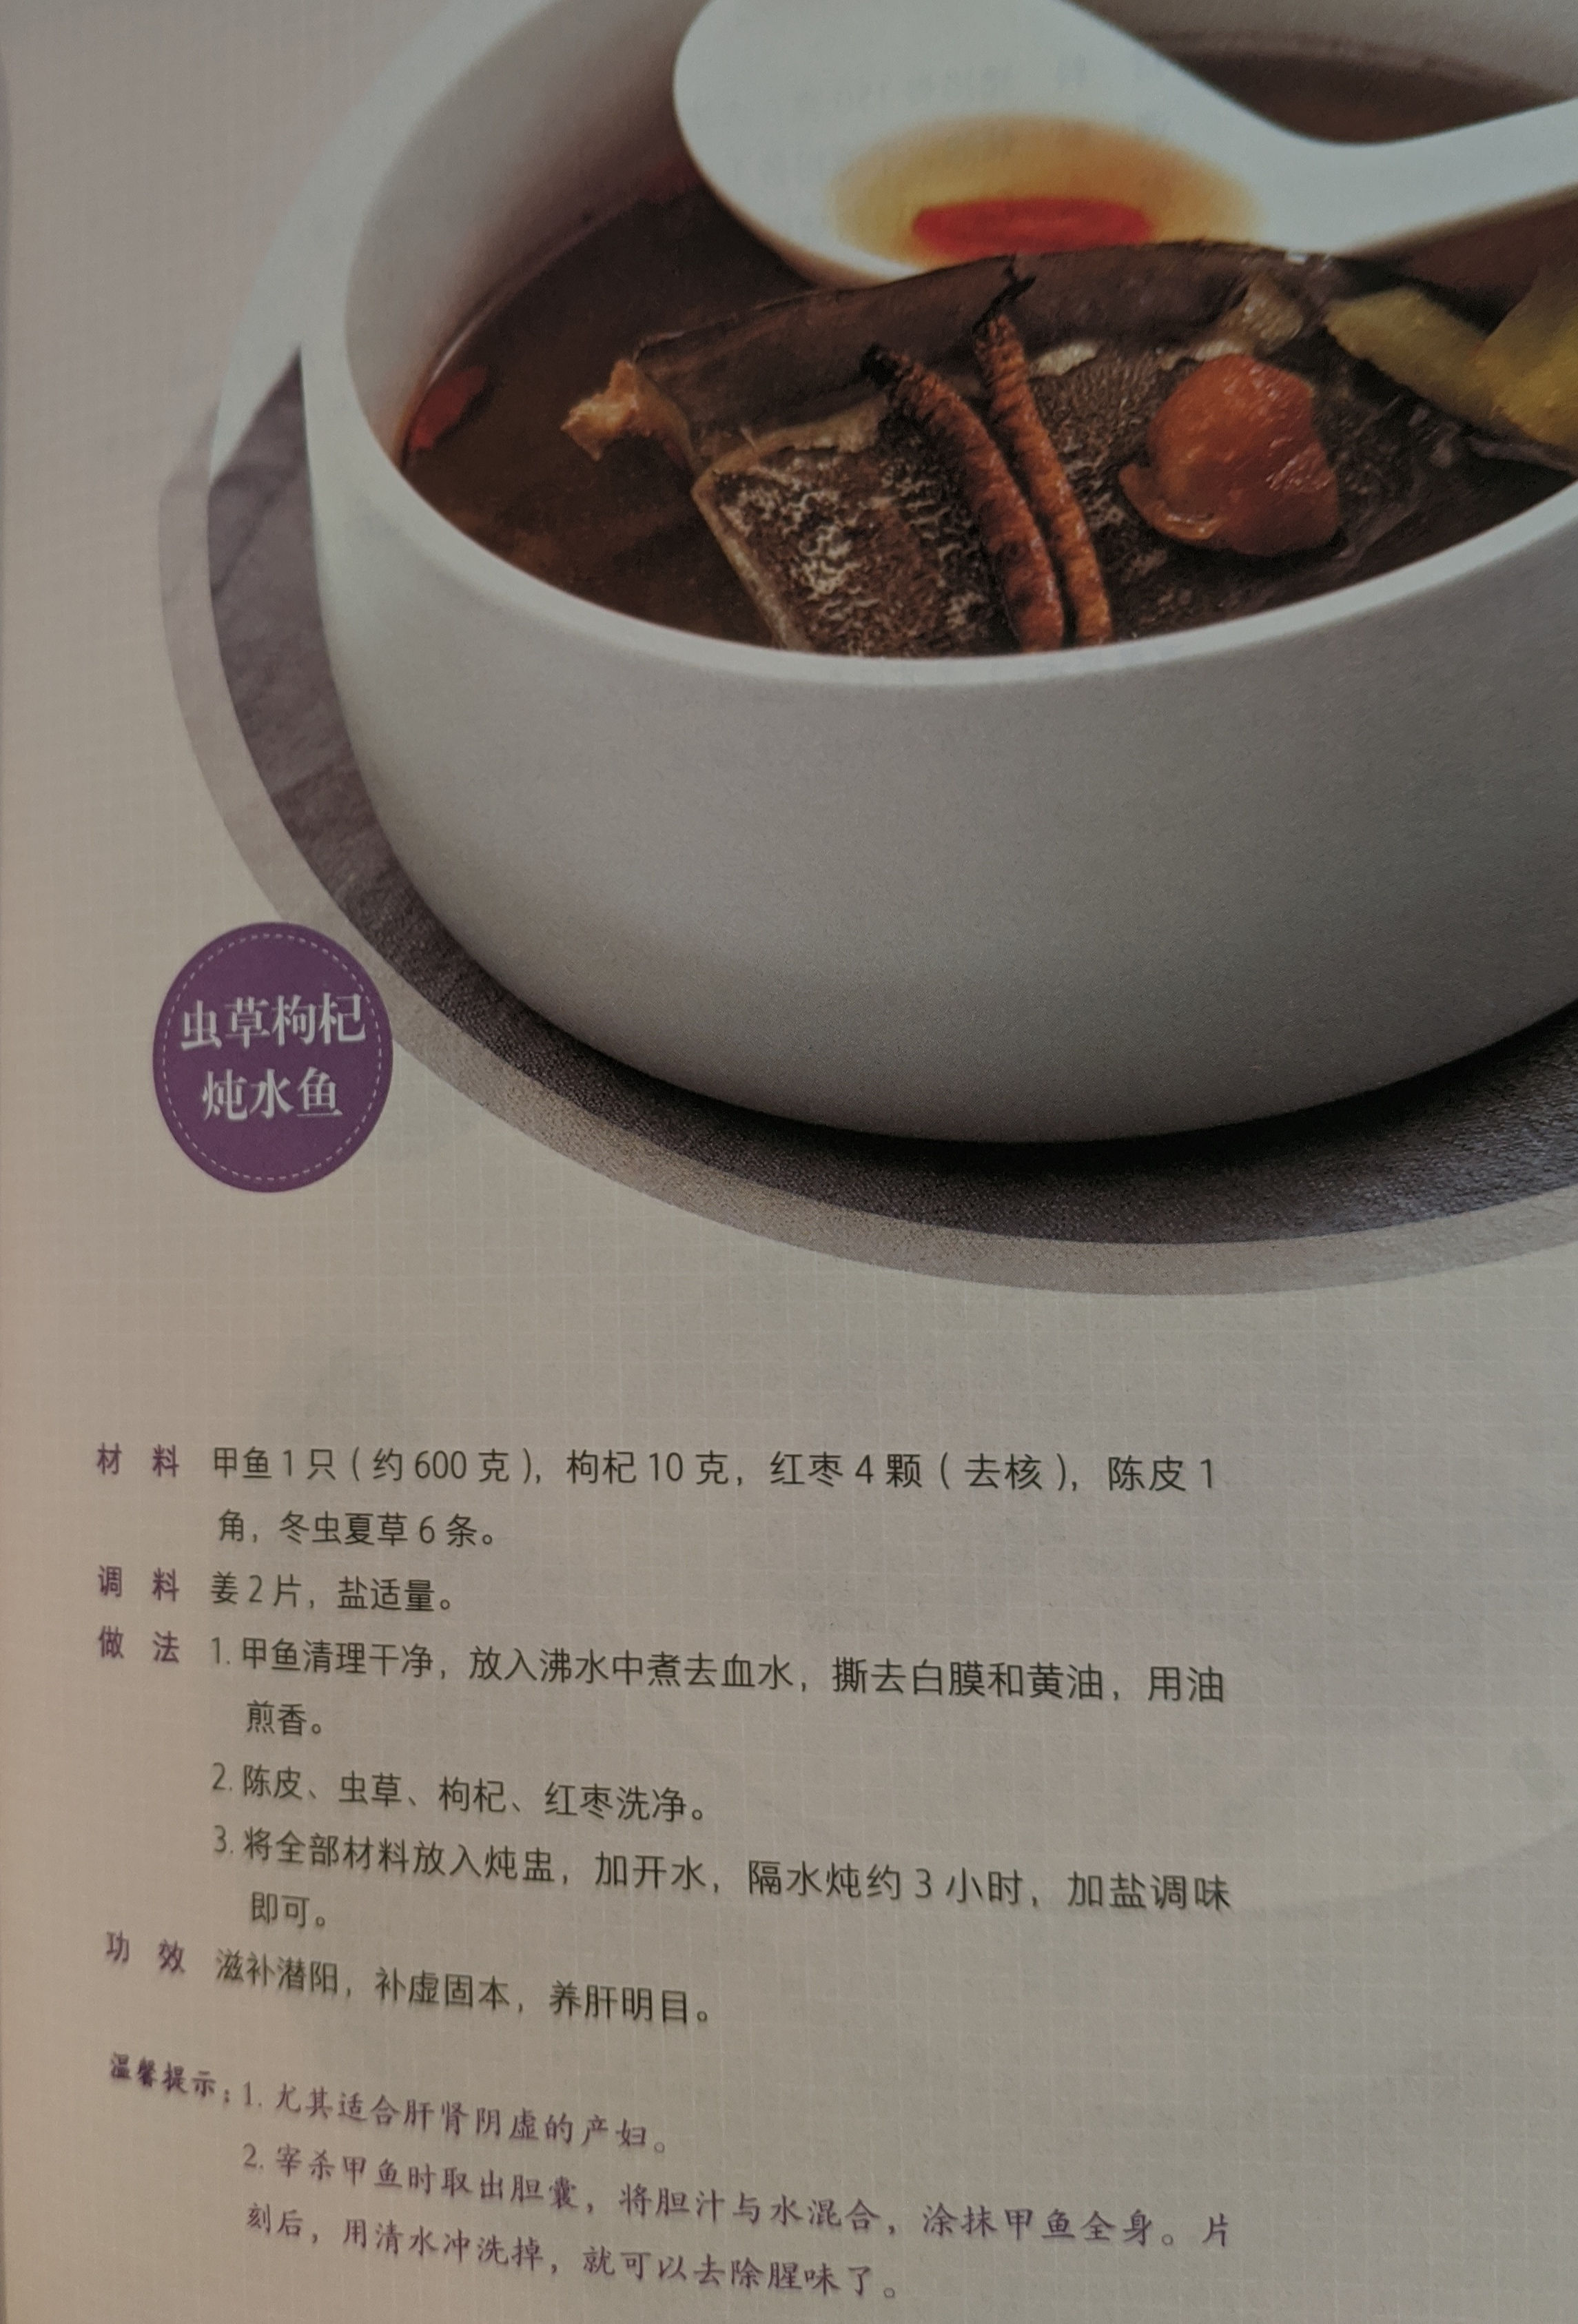 虫草枸杞
炖水鱼
材 料 甲鱼1只(约600克),枸杞10克,红枣4颗(去核),陈皮1
角,冬虫夏草6条。
调 料 姜2片,盐适量。
做 法 1. 甲鱼清理干净,放入沸水中煮去血水,撕去白膜和黄油,用油
煎香。
2. 陈皮、虫草、枸杞、红枣洗净。
3. 将全部材料放入炖盅,加开水,隔水炖约3小时,加盐调味
即可。
功 效 滋补潜阳,补虚固本,养肝明目。
温馨提示:1. 尤其适合肝肾阴虚的产妇。
2. 宰杀甲鱼时取出胆囊,将胆汁与水混合,涂抹甲鱼全身。片
刻后,用清水冲洗掉,就可以去除腥味了。